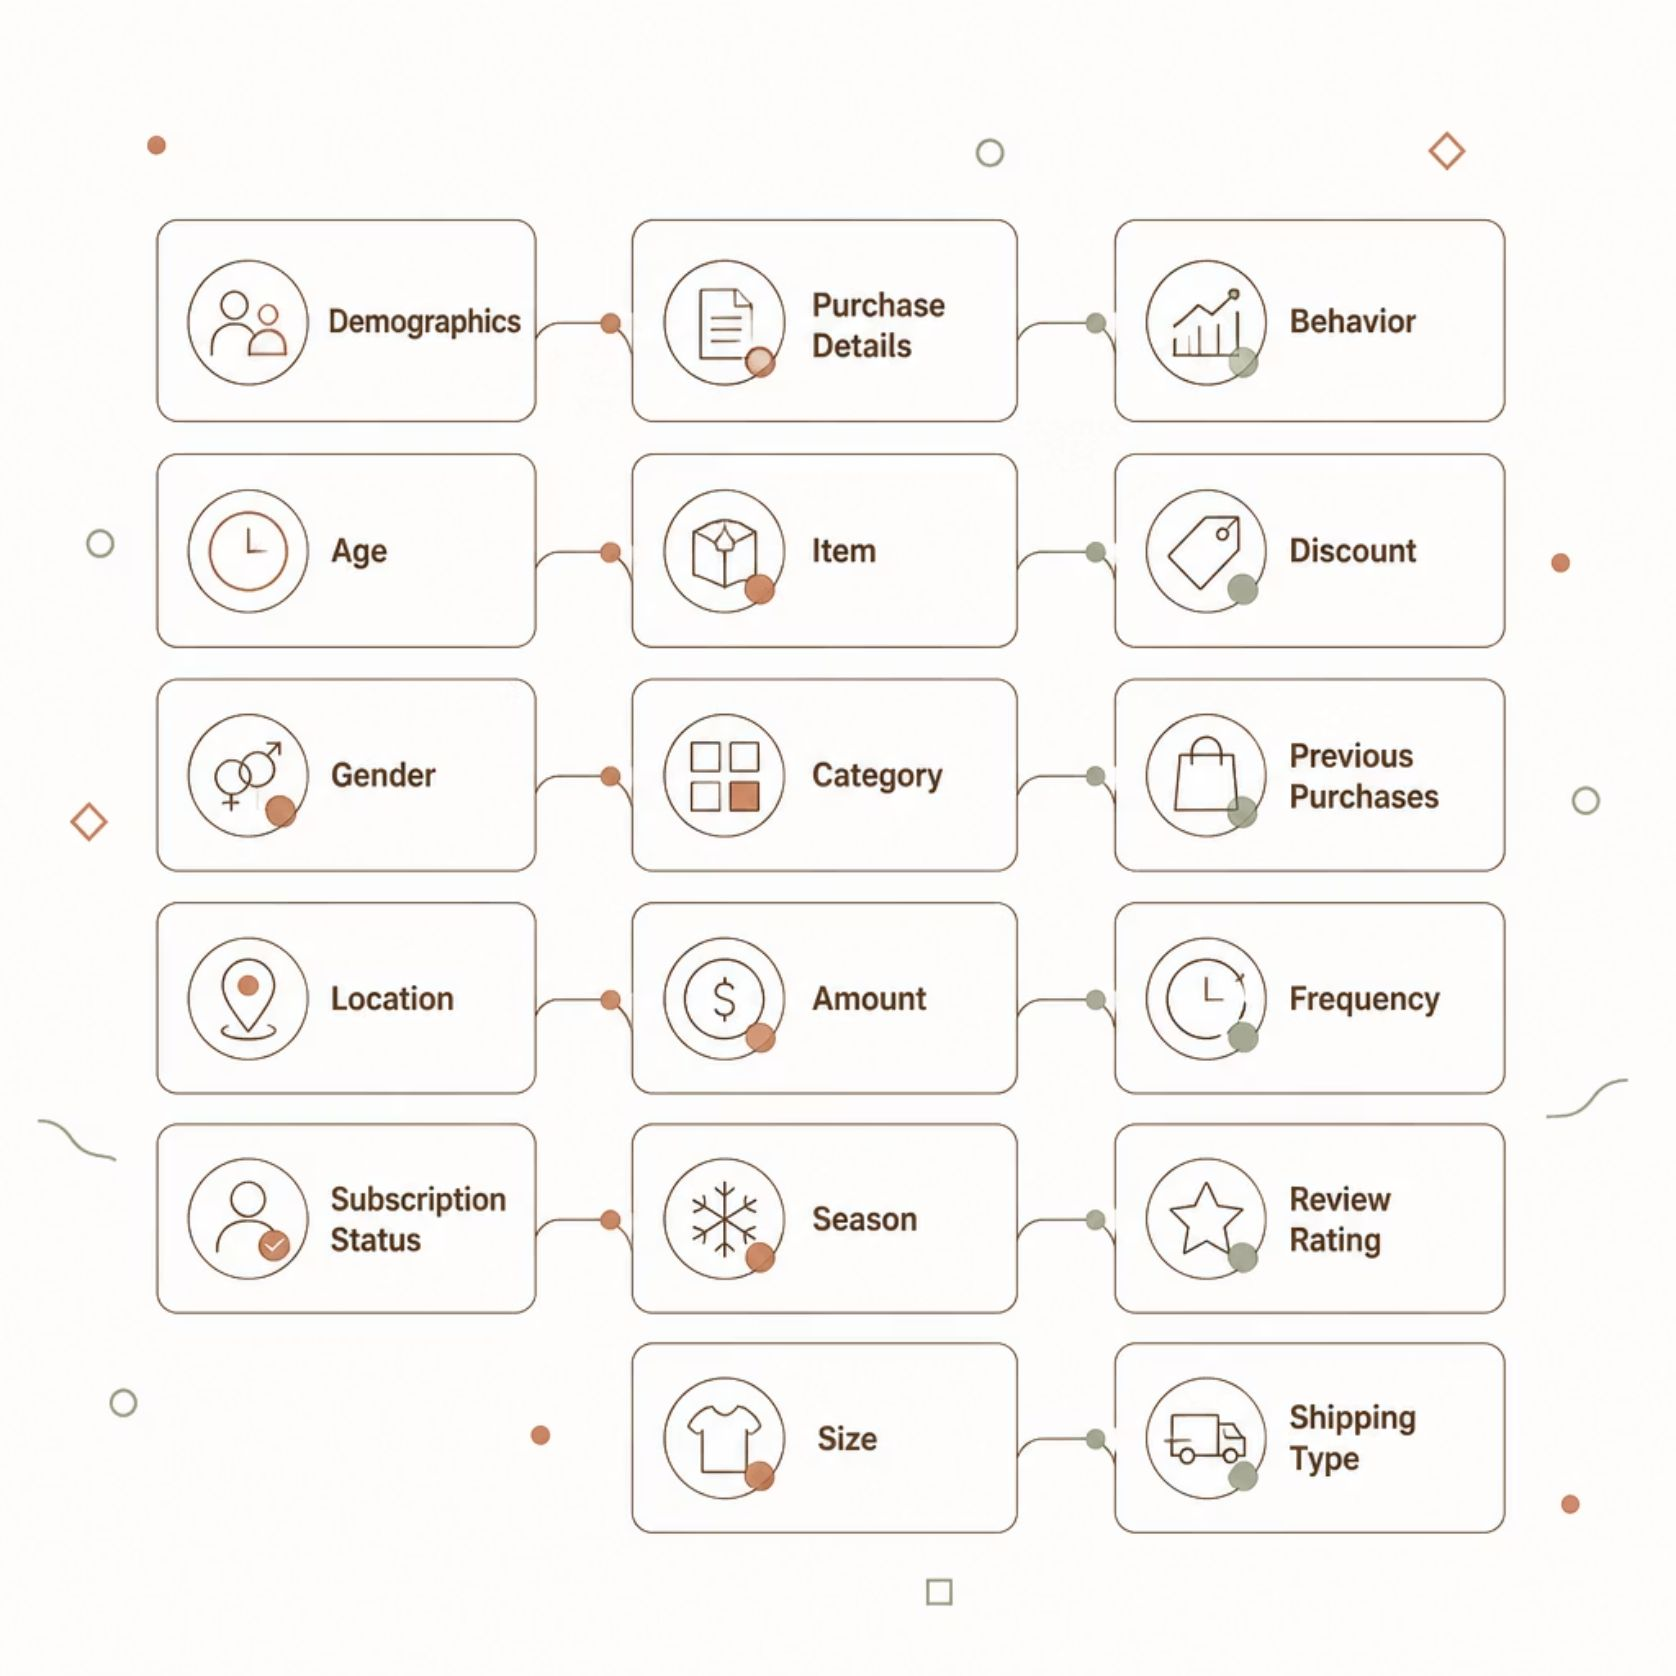 Demographics
Purchase
Details
Behavior
Age
Item
Discount
Gender
Category
Previous
Purchases
Location
Amount
Frequency
Subscription
Status
Season
Review
Rating
Size
Shipping
Type